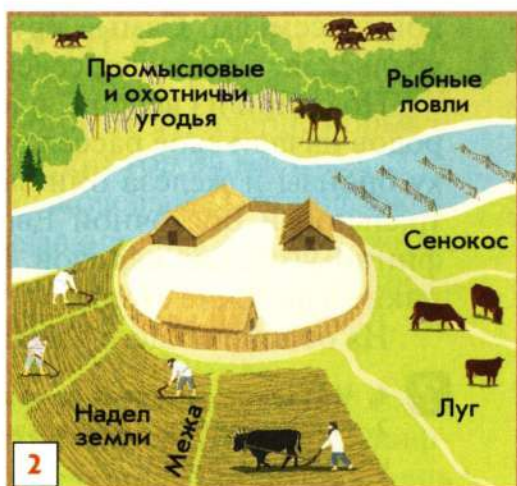 Промысловые
и охотничьи
угодья
Рыбные
ловли
Сенокос
Луг
Надел
земли
Межа
2